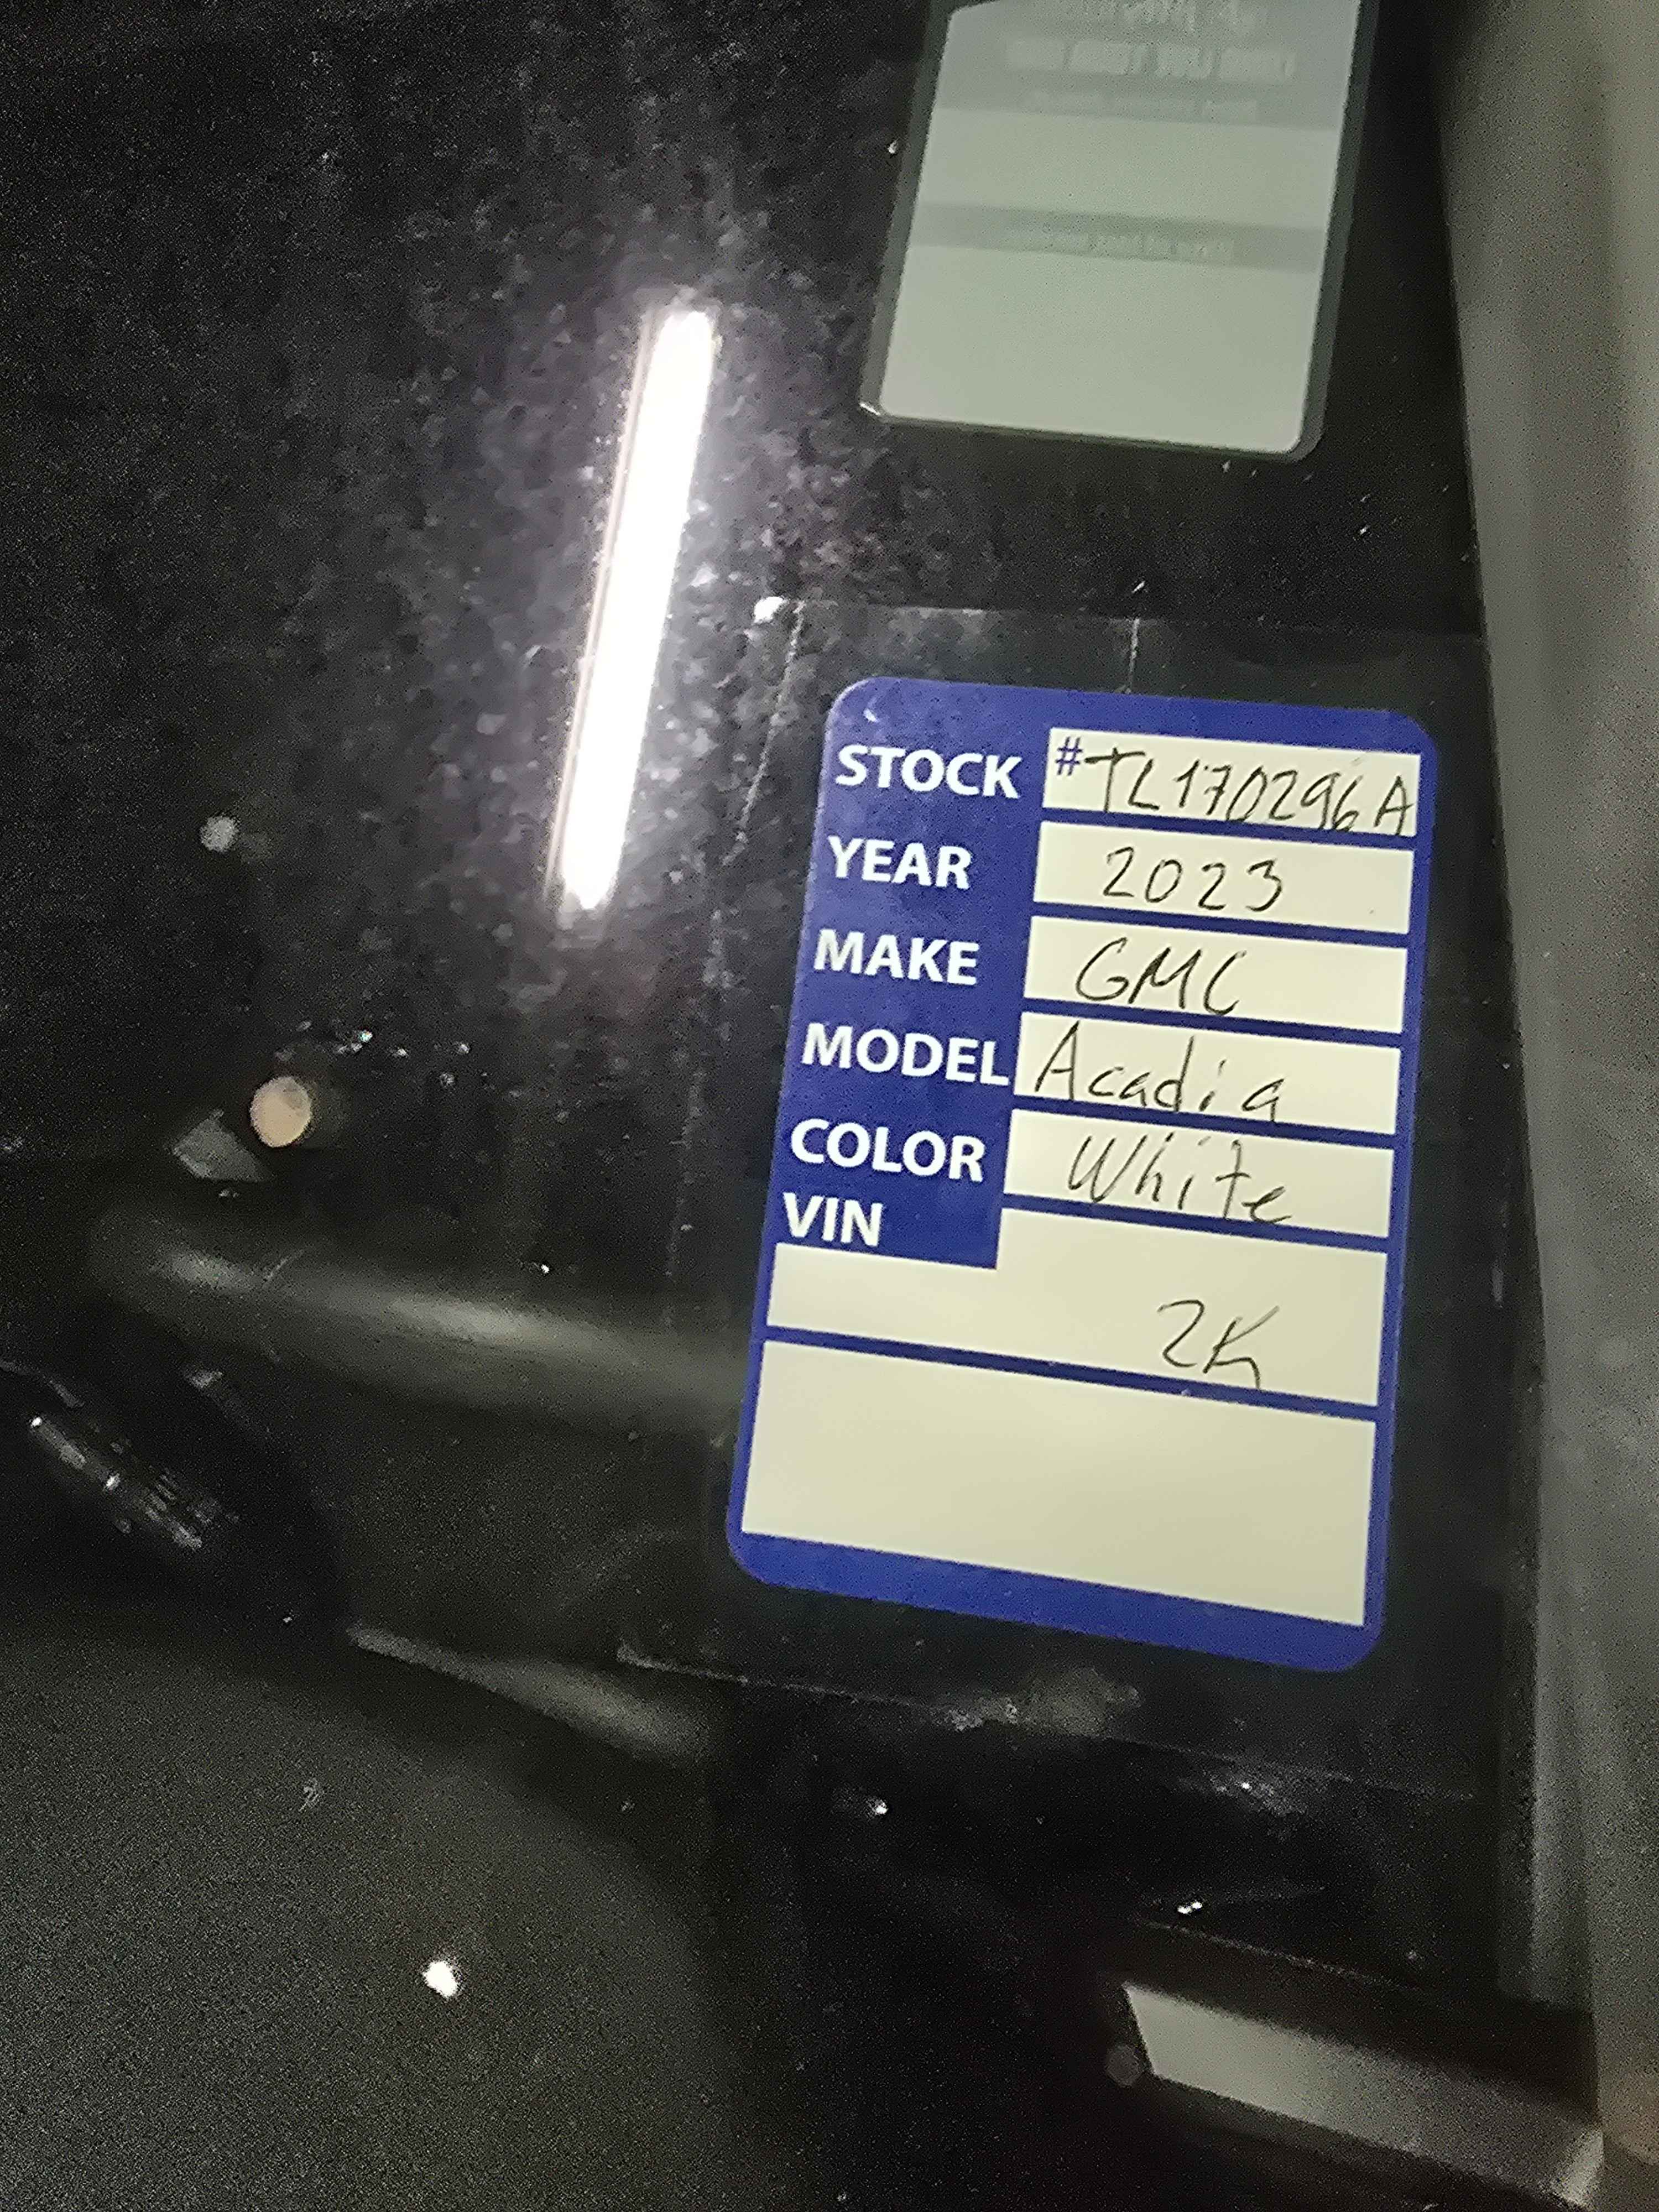 STOCK #TL170296A
YEAR 2023
MAKE GMC
MODEL Acadia
COLOR White
VIN
2K